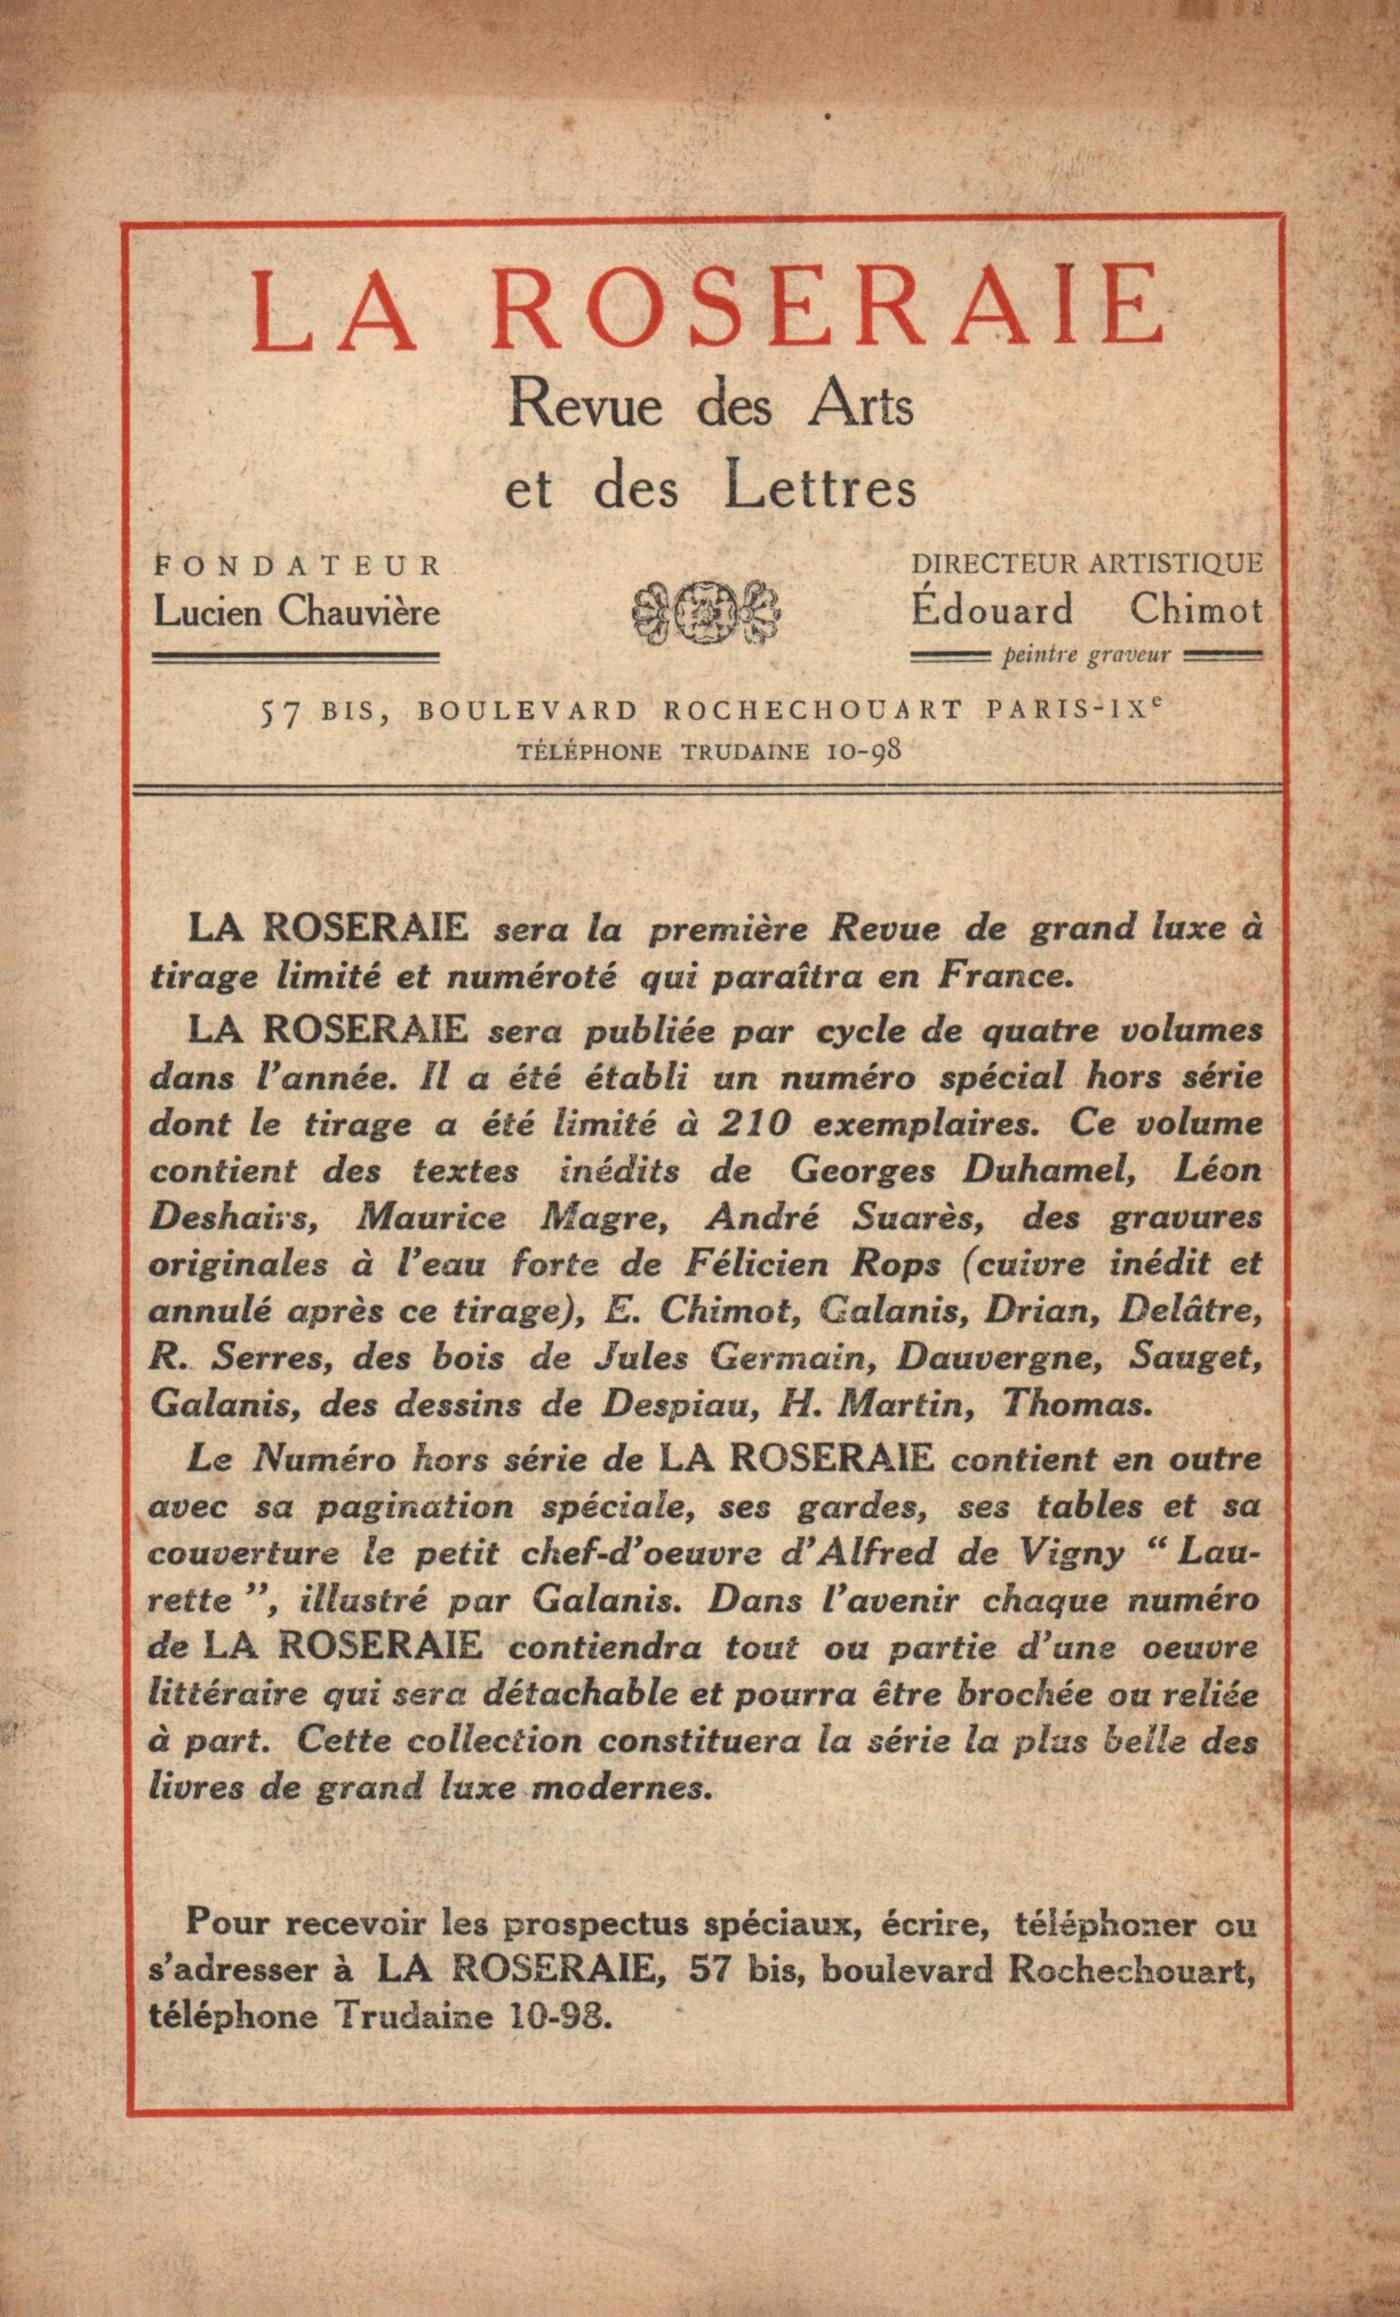 LA ROSERAIE
Revue des Arts
et des Lettres
FONDATEUR
Lucien Chauvière
DIRECTEUR ARTISTIQUE
Édouard Chimot
peintre graveur
57 BIS, BOULEVARD ROCHECHOUART PARIS-IXe
TÉLÉPHONE TRUDAINE 10-98
LA ROSERAIE sera la première Revue de grand luxe à
tirage limité et numéroté qui paraîtra en France.
LA ROSERAIE sera publiée par cycle de quatre volumes
dans l'année. Il a été établi un numéro spécial hors série
dont le tirage a été limité à 210 exemplaires. Ce volume
contient des textes inédits de Georges Duhamel, Léon
Deshairs, Maurice Magre, André Suarès, des gravures
originales à l'eau forte de Félicien Rops (cuivre inédit et
annulé après ce tirage), E. Chimot, Galanis, Drian, Delâtre,
R. Serres, des bois de Jules Germain, Dauvergne, Sauget,
Galanis, des dessins de Despiau, H. Martin, Thomas.
Le Numéro hors série de LA ROSERAIE contient en outre
avec sa pagination spéciale, ses gardes, ses tables et sa
couverture le petit chef-d'oeuvre d'Alfred de Vigny “ Lau-
rette ”, illustré par Galanis. Dans l'avenir chaque numéro
de LA ROSERAIE contiendra tout ou partie d'une oeuvre
littéraire qui sera détachable et pourra être brochée ou reliée
à part. Cette collection constituera la série la plus belle des
livres de grand luxe modernes.
Pour recevoir les prospectus spéciaux, écrire, téléphoner ou
s'adresser à LA ROSERAIE, 57 bis, boulevard Rochechouart,
téléphone Trudaine 10-98.